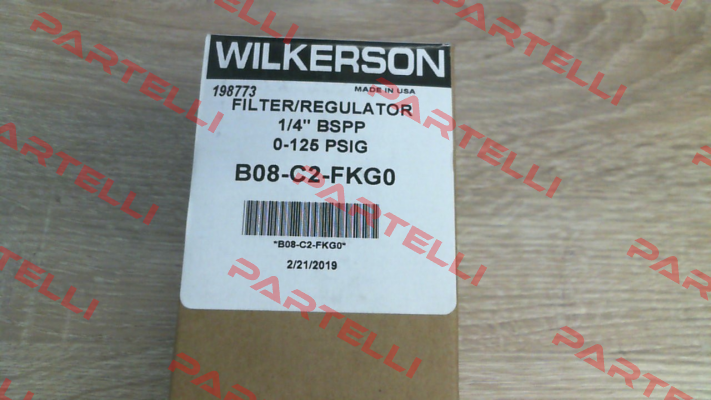 WILKERSON
198773 MADE IN USA
FILTER/REGULATOR
1/4" BSPP
0-125 PSIG
B08-C2-FKG0
*B08-C2-FKG0*
2/21/2019
PARTELLI
PARTELLI
PARTELLI
PARTELLI
PARTELLI
PARTELLI
PARTELLI
PARTELLI